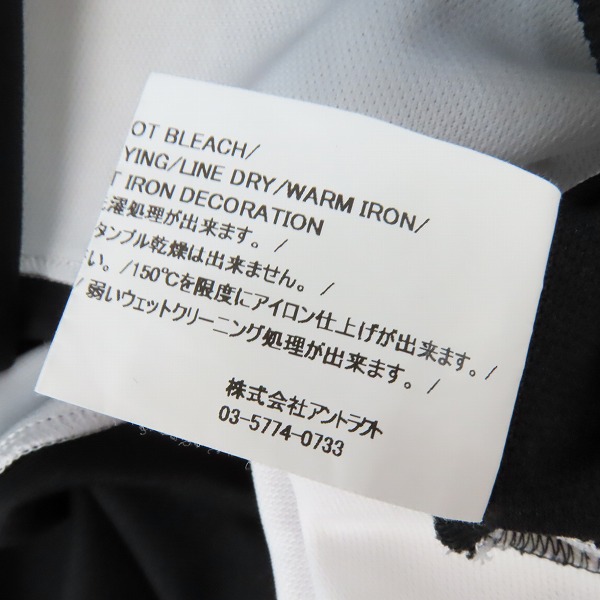 OT BLEACH/
YING/LINE DRY/WARM IRON/
T IRON DECORATION
濯処理が出来ます。/
タンブル乾燥は出来ません。/
い。/150℃を限度にアイロン仕上げが出来ます。/
/ 弱いウェットクリーニング処理が出来ます。/
株式会社アントラクト
03-5774-0733